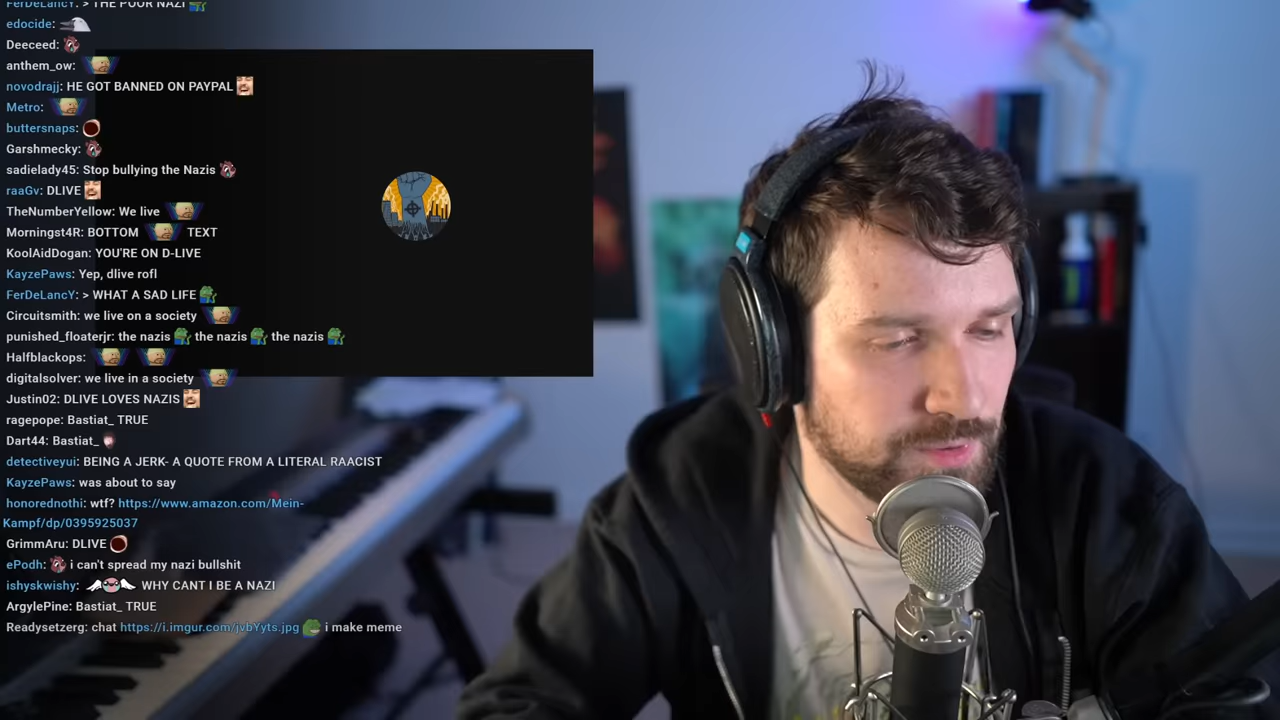 FerDeLancY: > THE POOR NAZI
edocide:
Deeceed:
anthem_ow:
novodrajj: HE GOT BANNED ON PAYPAL
Metro:
buttersnaps:
Garshmecky:
sadielady45: Stop bullying the Nazis
raaGv: DLIVE
TheNumberYellow: We live
Morningst4R: BOTTOM TEXT
KoolAidDogan: YOU'RE ON D-LIVE
KayzePaws: Yep, dlive rofl
FerDeLancY: > WHAT A SAD LIFE
Circuitsmith: we live on a society
punished_floaterjr: the nazis the nazis the nazis
Halfblackops:
digitalsolver: we live in a society
Justin02: DLIVE LOVES NAZIS
ragepope: Bastiat_ TRUE
Dart44: Bastiat_
detectiveyui: BEING A JERK- A QUOTE FROM A LITERAL RAACIST
KayzePaws: was about to say
honorednothi: wtf? https://www.amazon.com/Mein-
Kampf/dp/0395925037
GrimmAru: DLIVE
ePodh: i can't spread my nazi bullshit
ishyskwishy: WHY CANT I BE A NAZI
ArgylePine: Bastiat_ TRUE
Readysetzerg: chat https://i.imgur.com/jvbYyts.jpg i make meme